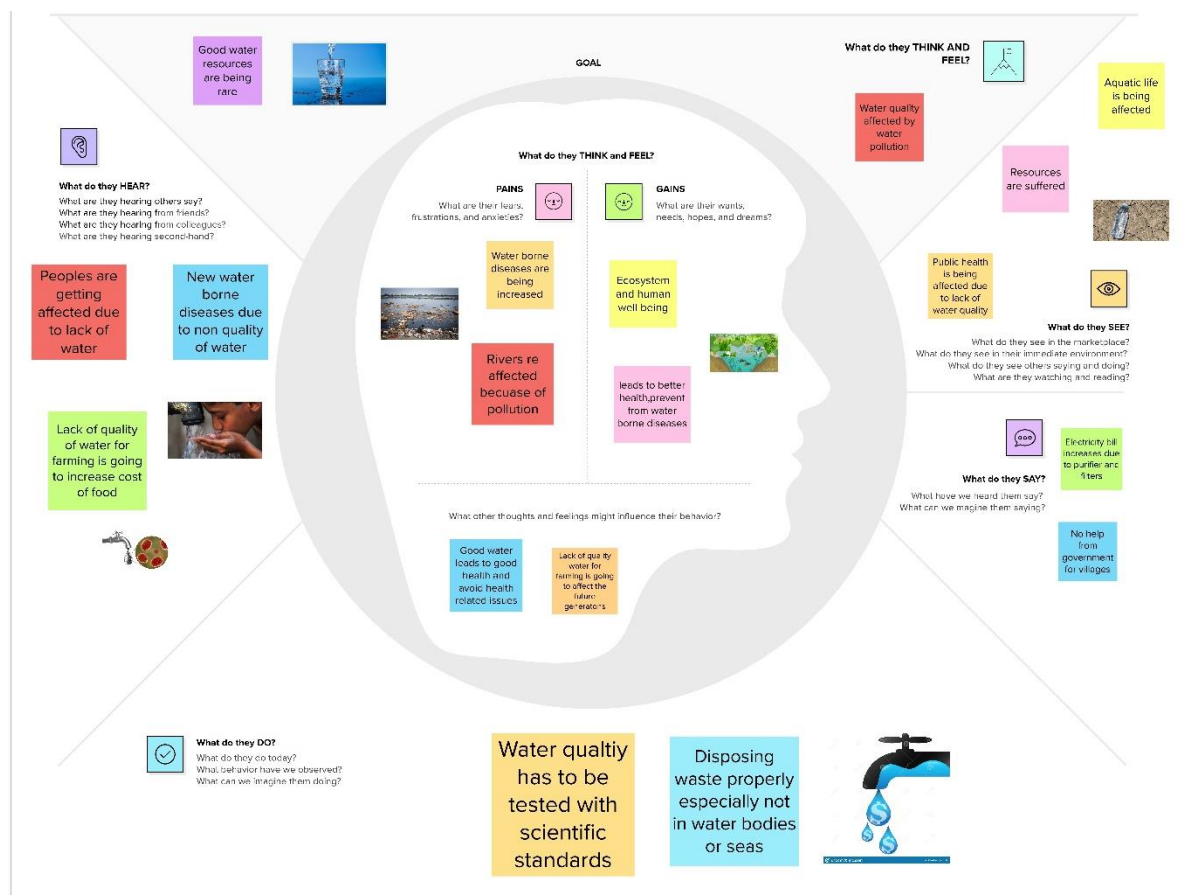 Good water
resources
are being
rare
GOAL
What do they THINK AND
FEEL?
Aquatic life
is being
affected
Water quality
affected by
water
pollution
Resources
are suffered
What do they HEAR?
What are they hearing others say?
What are they hearing from friends?
What are they hearing from colleagues?
What are they hearing second-hand?
Peoples are
getting
affected due
to lack of
water
New water
borne
diseases due
to non quality
of water
Lack of quality
of water for
farming is going
to increase cost
of food
What do they THINK and FEEL?
PAINS
What are their fears,
frustrations, and anxieties?
GAINS
What are their wants,
needs, hopes, and dreams?
Water borne
diseases are
being
increased
Rivers re
affected
becuase of
pollution
Ecosystem
and human
well being
leads to better
health,prevent
from water
borne diseases
What other thoughts and feelings might influence their behavior?
Good water
leads to good
health and
avoid health
related issues
Lack of quality
water for
farming is going
to affect the
future
Public health
is being
affected due
to lack of
water quality
What do they SEE?
What do they see in the marketplace?
What do they see in their immediate environment?
What do they see others saying and doing?
What are they watching and reading?
What do they SAY?
What have we heard them say?
What can we magine them saying?
Electricity bill
increases due
to purifier and
No help
from
government
for villages
What do they DO?
What do they do today?
What behavior have we observed?
What can we imagine them doing?
Water qualtiy
has to be
tested with
scientific
standards
Disposing
waste properly
especially not
in water bodies
or seas